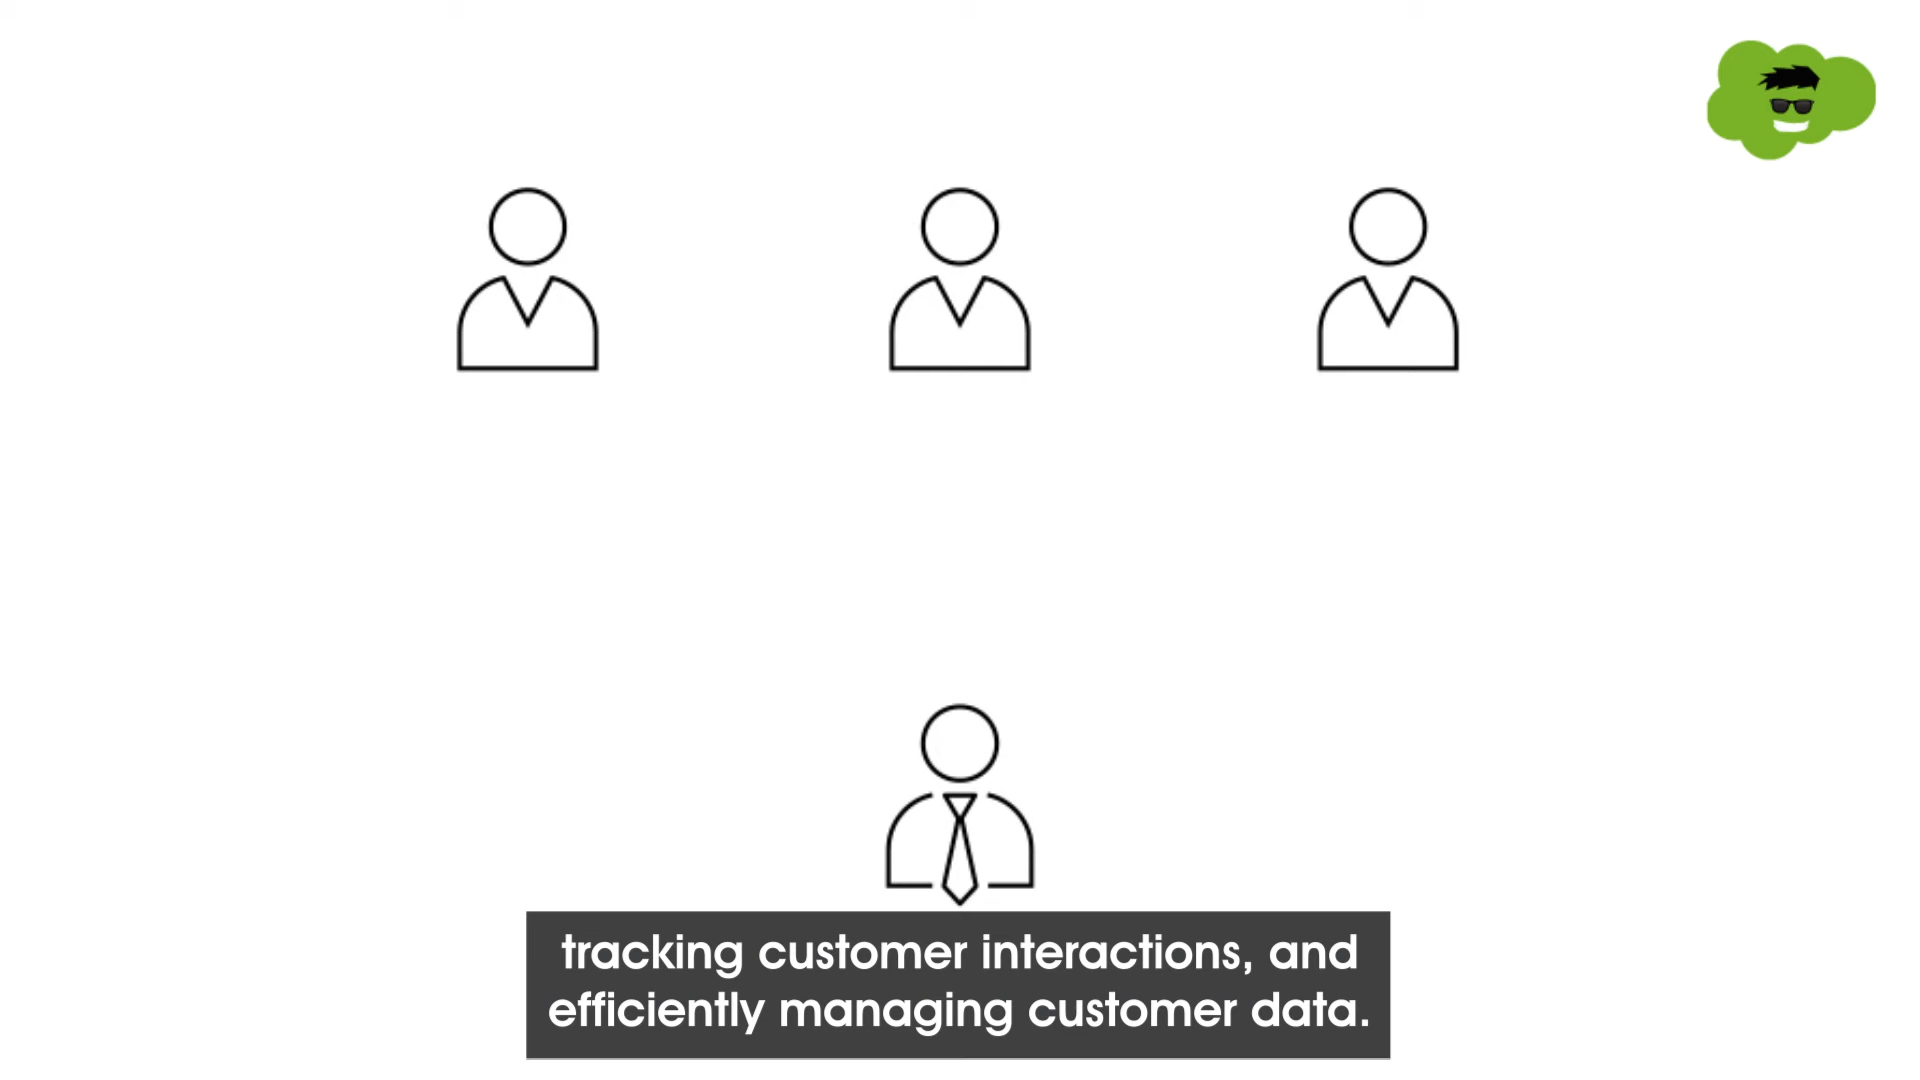 tracking customer interactions, and
efficiently managing customer data.